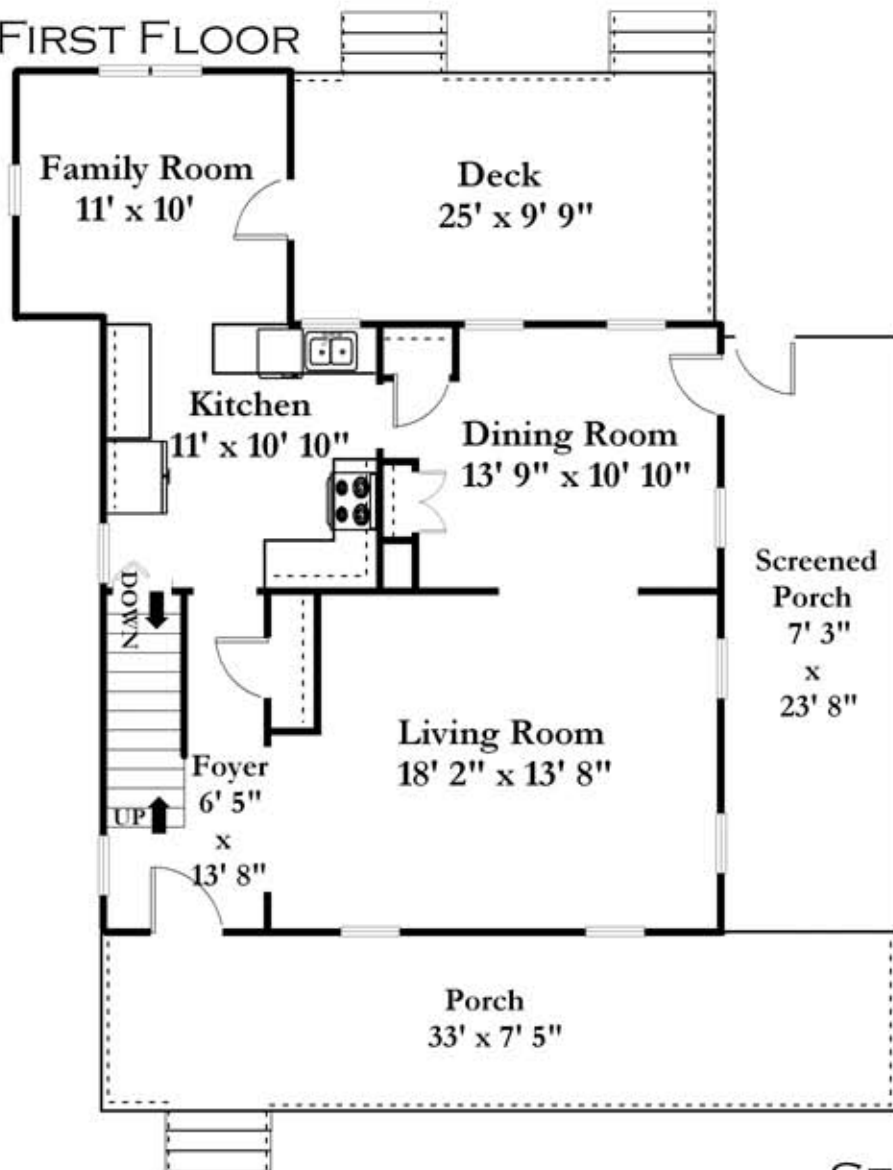 FIRST FLOOR
Family Room
11' x 10'
Deck
25' x 9' 9"
Kitchen
11' x 10' 10"
Dining Room
13' 9" x 10' 10"
Screened
Porch
7' 3"
x
23' 8"
DOWN
Living Room
18' 2" x 13' 8"
Foyer
6' 5"
x
13' 8"
UP
Porch
33' x 7' 5"